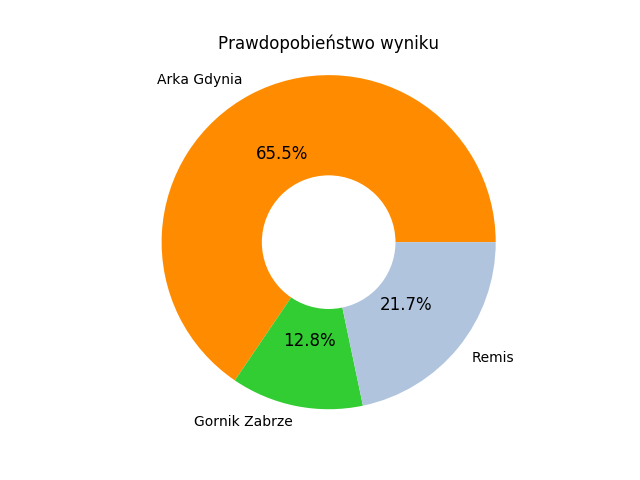 Prawdopobieństwo wyniku
Arka Gdynia
65.5%
21.7%
12.8%
Remis
Gornik Zabrze